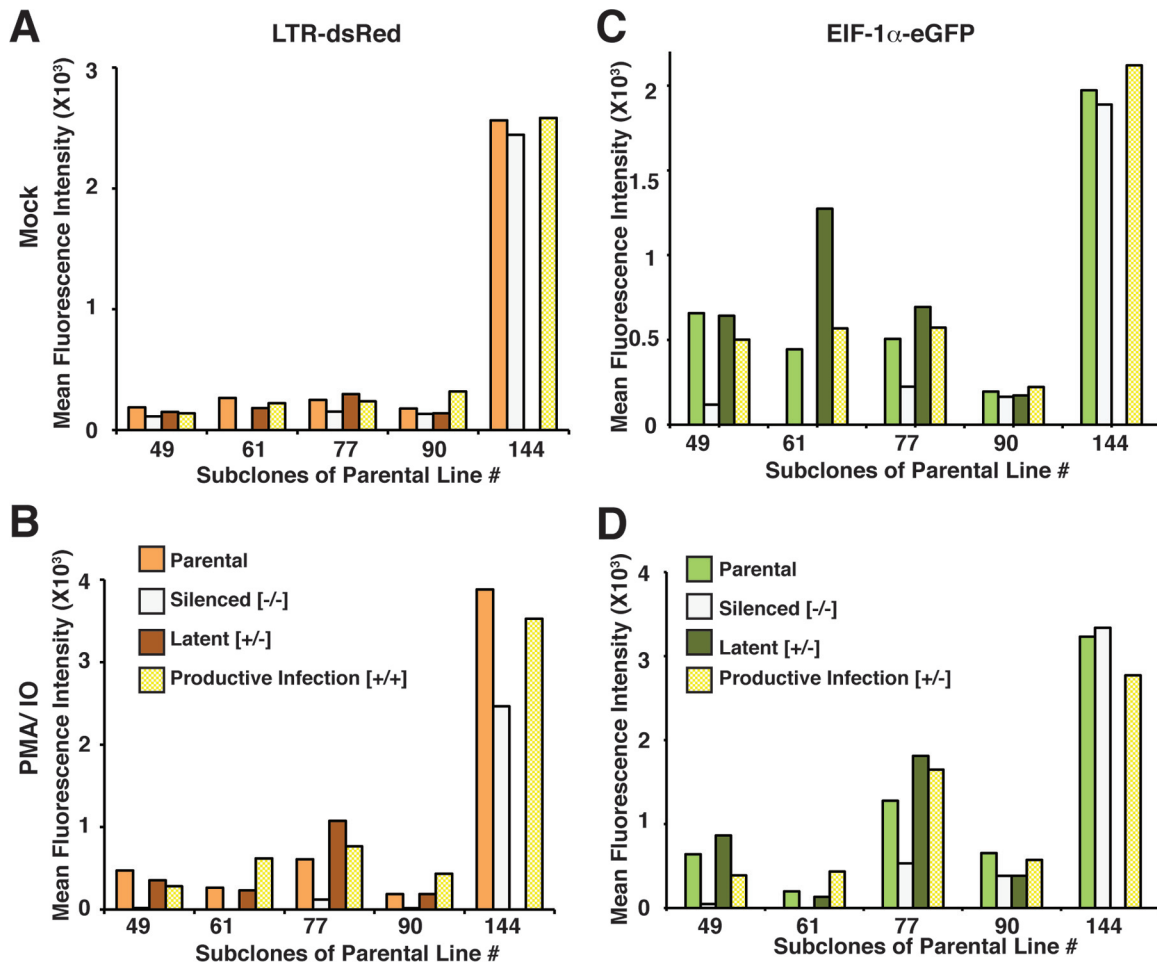 A
LTR-dsRed
Mock
Mean Fluorescence Intensity (X10³)
3
2
1
0
49 61 77 90 144
Subclones of Parental Line #
C
EIF-1α-eGFP
Mean Fluorescence Intensity (X10³)
2
1.5
1
0.5
0
49 61 77 90 144
Subclones of Parental Line #
B
PMA/ IO
Mean Fluorescence Intensity (X10³)
4
3
2
1
0
Parental
Silenced [-/-]
Latent [+/-]
Productive Infection [+/+]
49 61 77 90 144
Subclones of Parental Line #
D
Mean Fluorescence Intensity (X10³)
4
3
2
1
0
Parental
Silenced [-/-]
Latent [+/-]
Productive Infection [+/-]
49 61 77 90 144
Subclones of Parental Line #